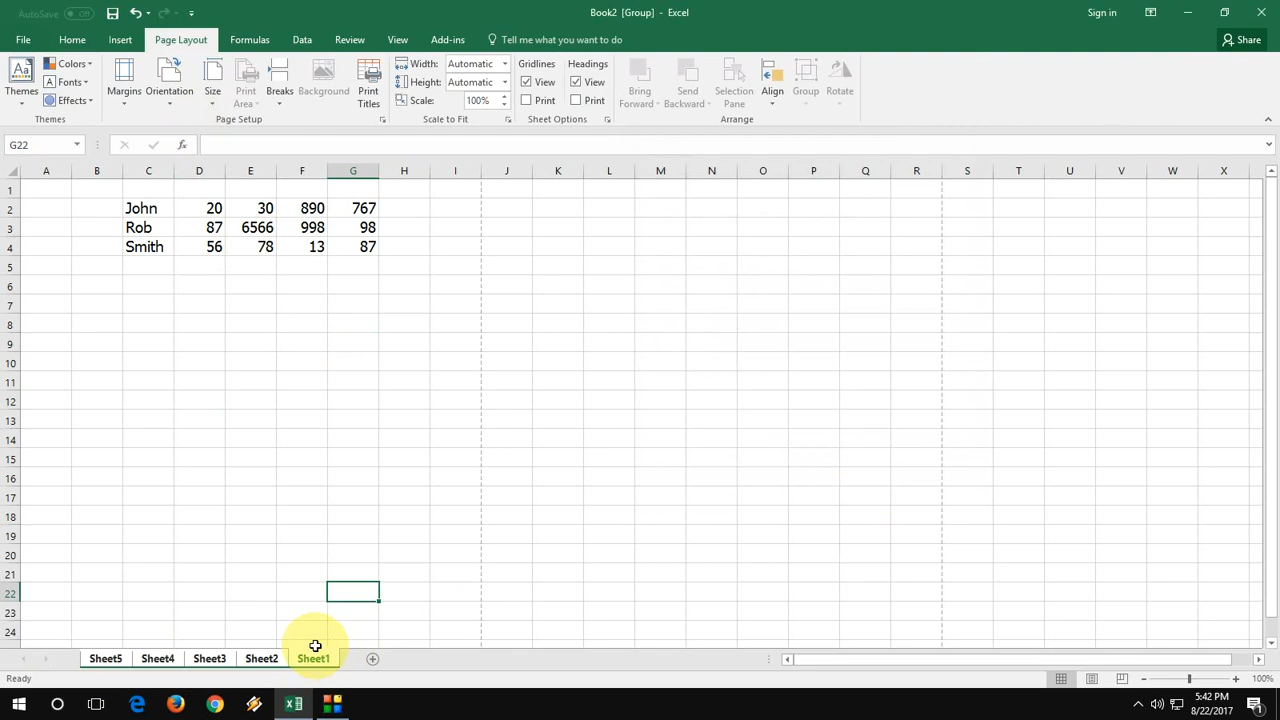 AutoSave Off
Book2 [Group] - Excel
Sign in
File Home Insert Page Layout Formulas Data Review View Add-ins Tell me what you want to do Share
Themes Colors Fonts Effects
Margins Orientation Size Print Area Breaks Background Print Titles
Width: Automatic
Height: Automatic
Scale: 100%
Gridlines Headings
View View
Print Print
Bring Forward Send Backward Selection Pane Align Group Rotate
Themes Page Setup Scale to Fit Sheet Options Arrange
G22 fx
A B C D E F G H I J K L M N O P Q R S T U V W X
1
2 John 20 30 890 767
3 Rob 87 6566 998 98
4 Smith 56 78 13 87
5
6
7
8
9
10
11
12
13
14
15
16
17
18
19
20
21
22
23
24
Sheet5 Sheet4 Sheet3 Sheet2 Sheet1
Ready 100%
5:42 PM
8/22/2017
1